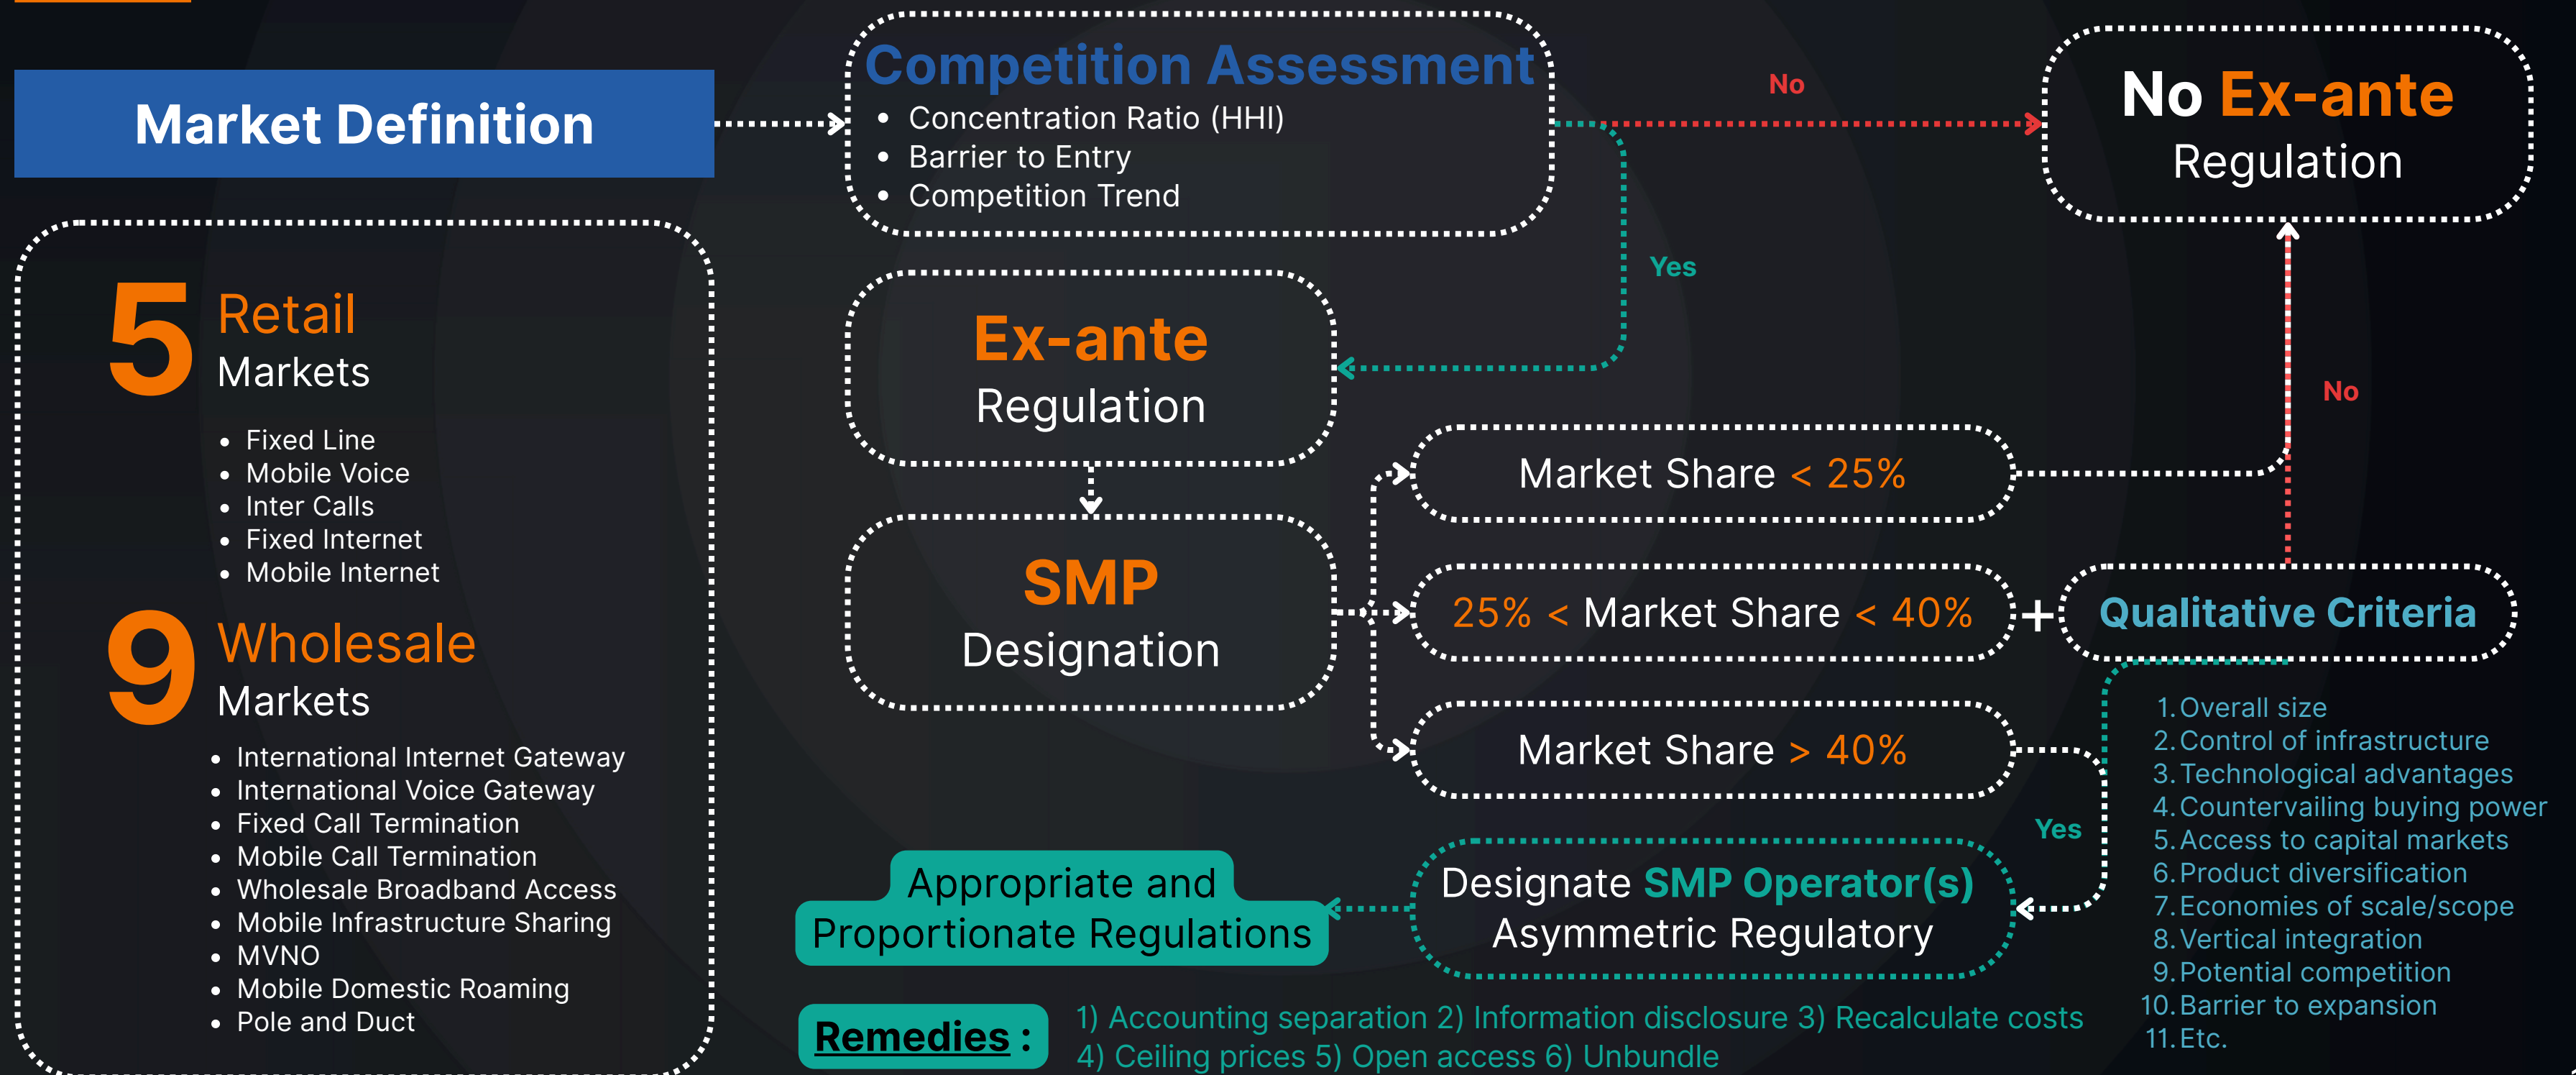 Market Definition
5 Retail
Markets
• Fixed Line
• Mobile Voice
• Inter Calls
• Fixed Internet
• Mobile Internet
9 Wholesale
Markets
• International Internet Gateway
• International Voice Gateway
• Fixed Call Termination
• Mobile Call Termination
• Wholesale Broadband Access
• Mobile Infrastructure Sharing
• MVNO
• Mobile Domestic Roaming
• Pole and Duct
Competition Assessment
• Concentration Ratio (HHI)
• Barrier to Entry
• Competition Trend
No
Yes
No Ex-ante
Regulation
Ex-ante
Regulation
SMP
Designation
Market Share < 25%
No
25% < Market Share < 40%
+
Qualitative Criteria
Market Share > 40%
Yes
1. Overall size
2. Control of infrastructure
3. Technological advantages
4. Countervailing buying power
5. Access to capital markets
6. Product diversification
7. Economies of scale/scope
8. Vertical integration
9. Potential competition
10. Barrier to expansion
11. Etc.
Designate SMP Operator(s)
Asymmetric Regulatory
Appropriate and
Proportionate Regulations
Remedies :
1) Accounting separation 2) Information disclosure 3) Recalculate costs
4) Ceiling prices 5) Open access 6) Unbundle